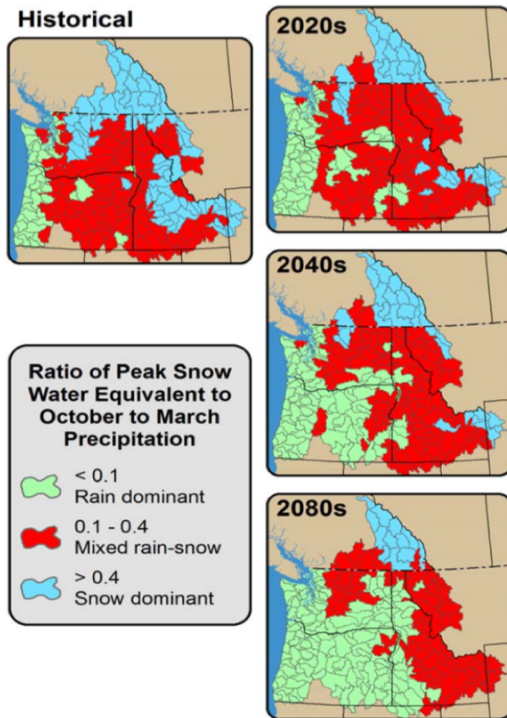 Historical
2020s
2040s
Ratio of Peak Snow
Water Equivalent to
October to March
Precipitation
< 0.1
Rain dominant
0.1 - 0.4
Mixed rain-snow
> 0.4
Snow dominant
2080s